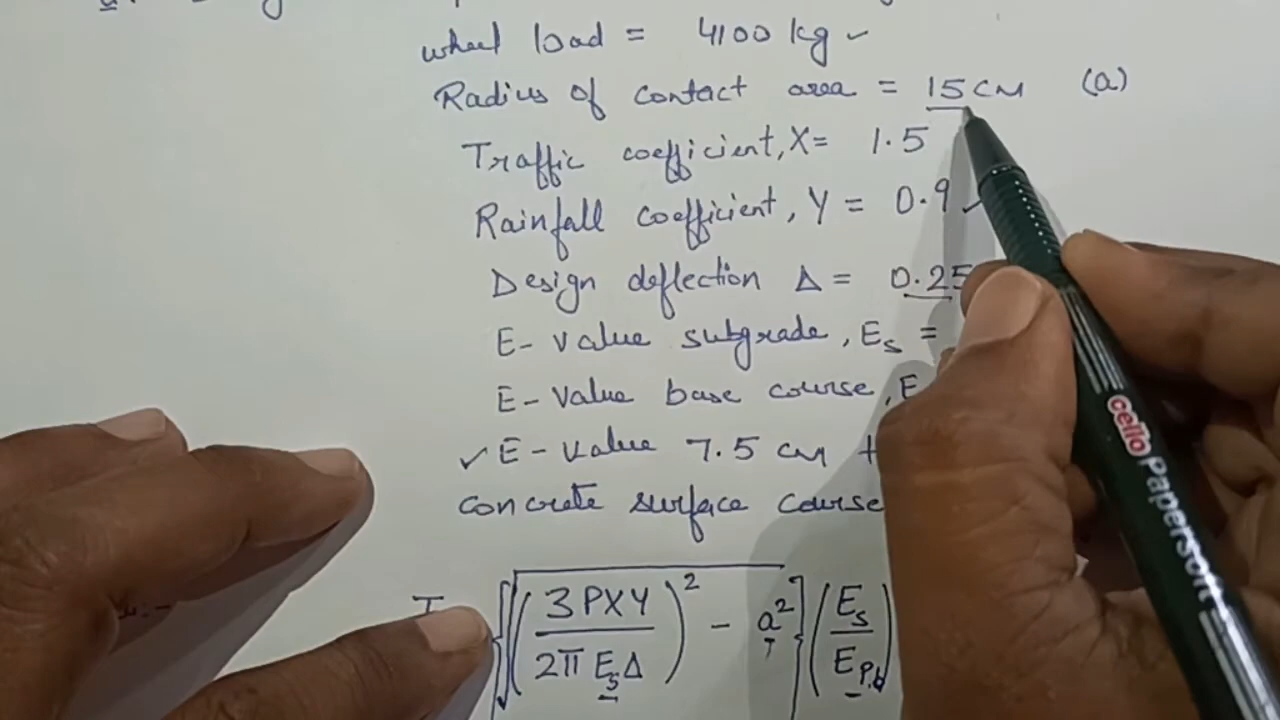 wheel load = 4100 kg ✓
Radius of contact area = 15 cm (a)
Traffic coefficient, X = 1.5
Rainfall coefficient, Y = 0.9 ✓
Design deflection Δ = 0.25
E- value subgrade, Es =
E- Value base course, E
✓ E- value 7.5 cm
concrete surface course
T {√((3PXY / 2π EsΔ)² - a²)} (Es / EP.b)
cello Papersoft